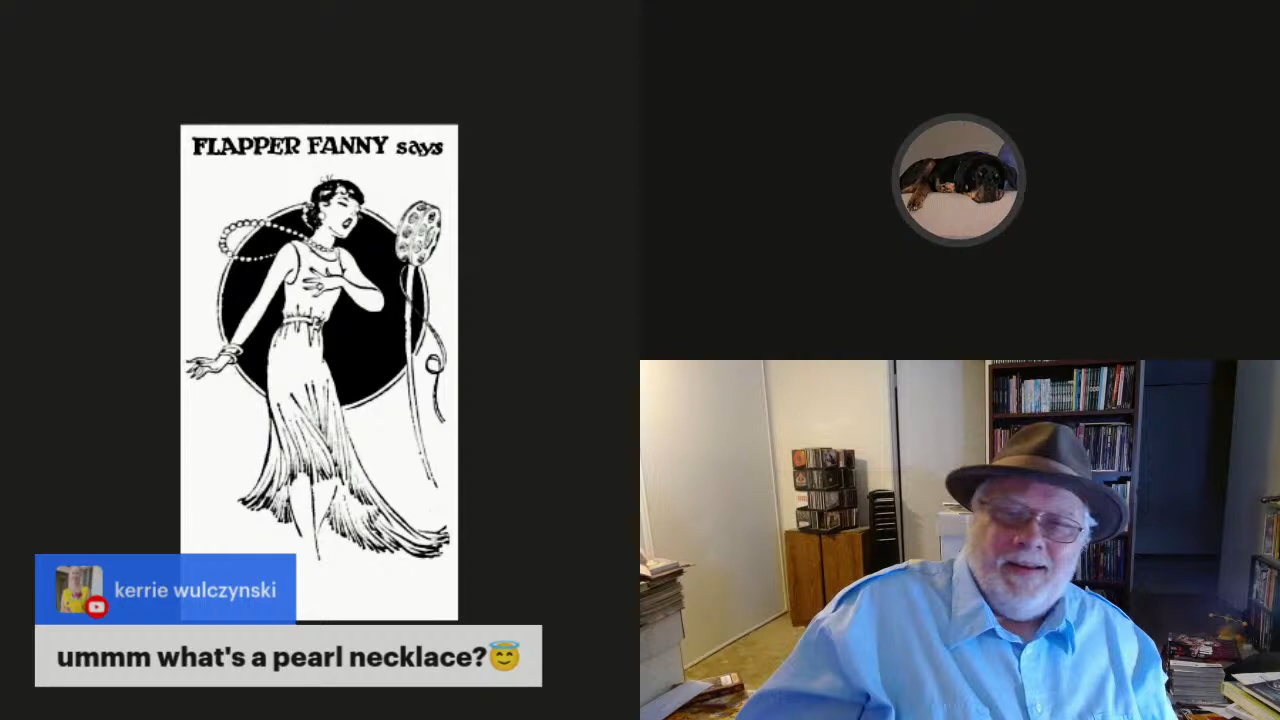 FLAPPER FANNY says
kerrie wulczynski
ummm what's a pearl necklace?😇